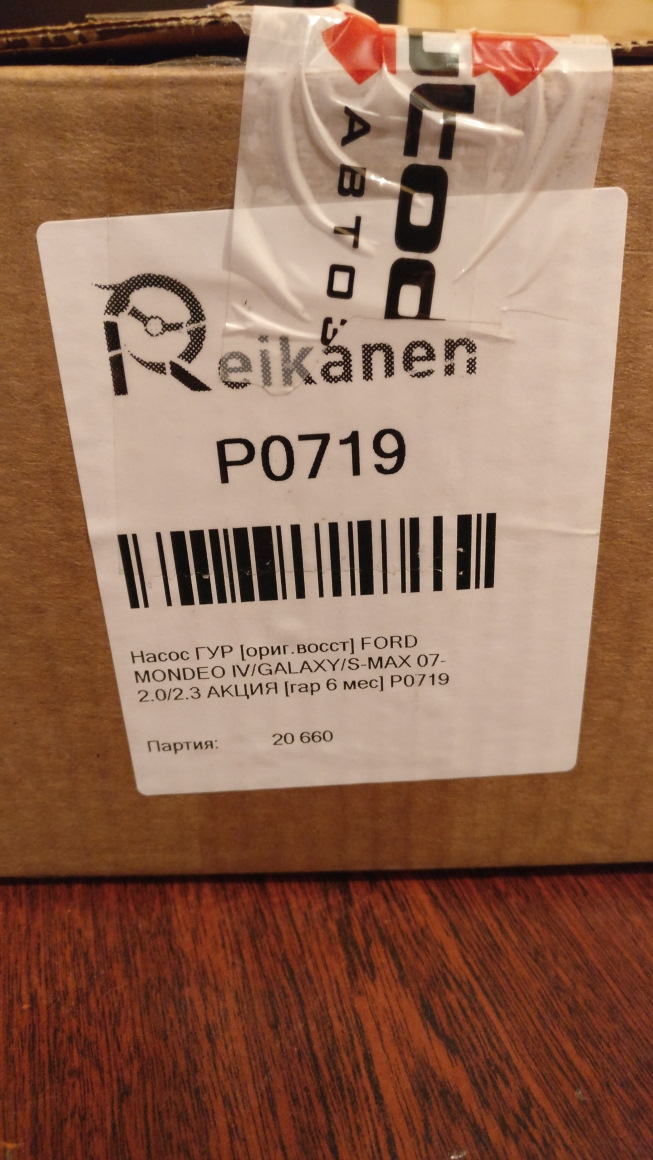 АВТОЗ
Reikanen
P0719
Насос ГУР [ориг.восст] FORD
MONDEO IV/GALAXY/S-MAX 07-
2.0/2.3 АКЦИЯ [гар 6 мес] P0719
Партия: 20 660